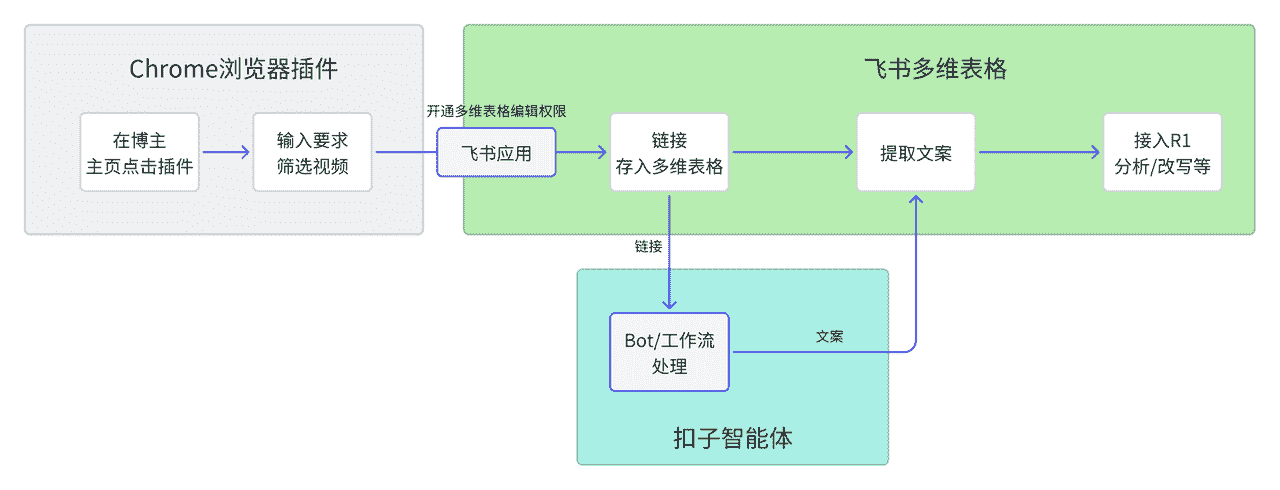 Chrome浏览器插件
在博主
主页点击插件
输入要求
筛选视频
开通多维表格编辑权限
飞书应用
飞书多维表格
链接
存入多维表格
提取文案
接入R1
分析/改写等
链接
Bot/工作流
处理
文案
扣子智能体